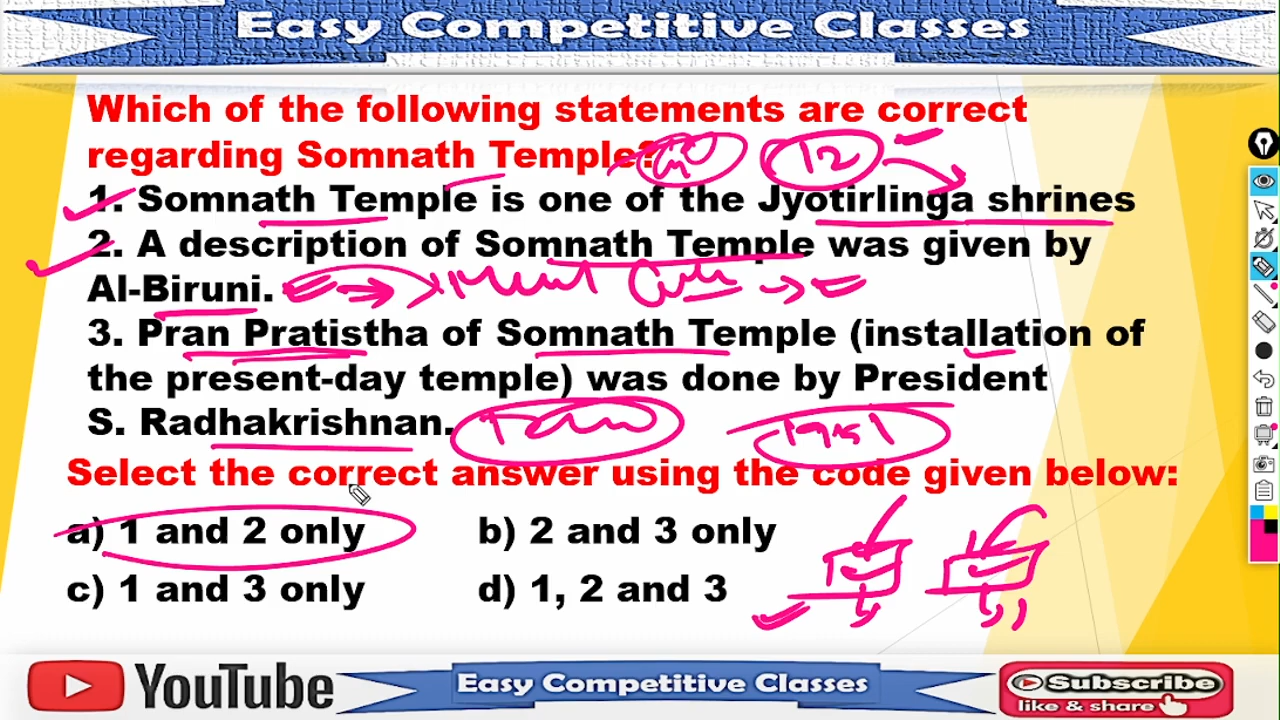 Easy Competitive Classes
Which of the following statements are correct
regarding Somnath Temple?
12
1. Somnath Temple is one of the Jyotirlinga shrines
2. A description of Somnath Temple was given by
Al-Biruni.
3. Pran Pratistha of Somnath Temple (installation of
the present-day temple) was done by President
S. Radhakrishnan.
1951
Select the correct answer using the code given below:
a) 1 and 2 only b) 2 and 3 only
c) 1 and 3 only d) 1, 2 and 3
YouTube Easy Competitive Classes Subscribe
like & share